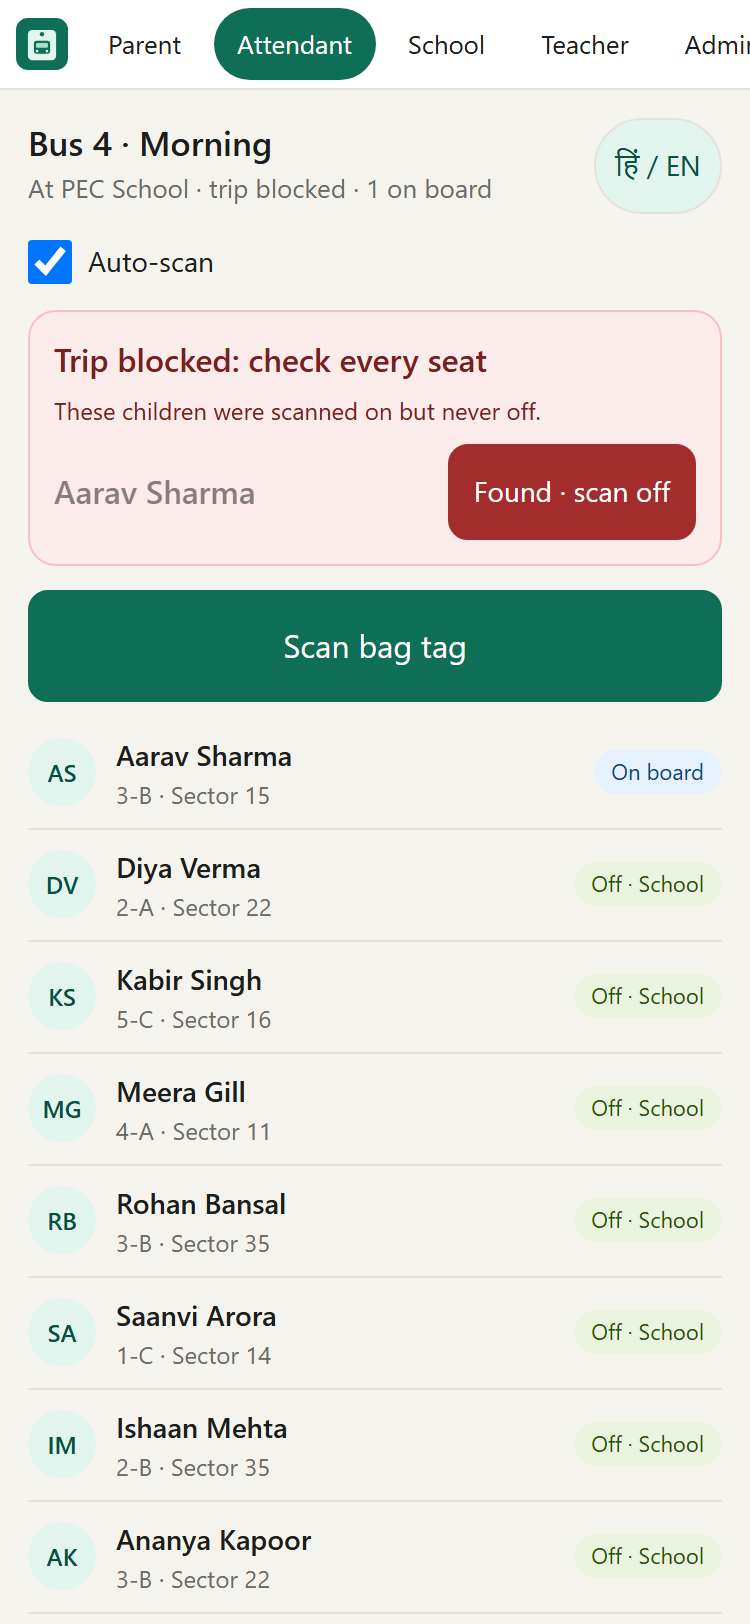 Parent Attendant School Teacher
Bus 4 · Morning
At PEC School · trip blocked · 1 on board
हिं / EN
Auto-scan
Trip blocked: check every seat
These children were scanned on but never off.
Aarav Sharma
Found · scan off
Scan bag tag
AS
Aarav Sharma
3-B · Sector 15
On board
DV
Diya Verma
2-A · Sector 22
Off · School
KS
Kabir Singh
5-C · Sector 16
Off · School
MG
Meera Gill
4-A · Sector 11
Off · School
RB
Rohan Bansal
3-B · Sector 35
Off · School
SA
Saanvi Arora
1-C · Sector 14
Off · School
IM
Ishaan Mehta
2-B · Sector 35
Off · School
AK
Ananya Kapoor
3-B · Sector 22
Off · School